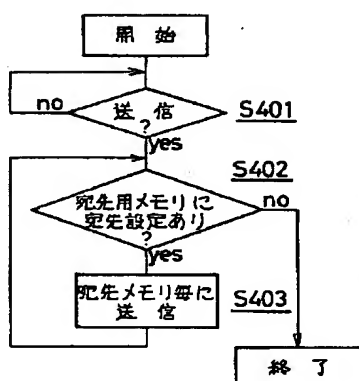 開始
no
送信
?
S401
yes
S402
宛先用メモリに
宛先設定あり
?
no
yes
宛先メモリ毎に
送信
S403
終了